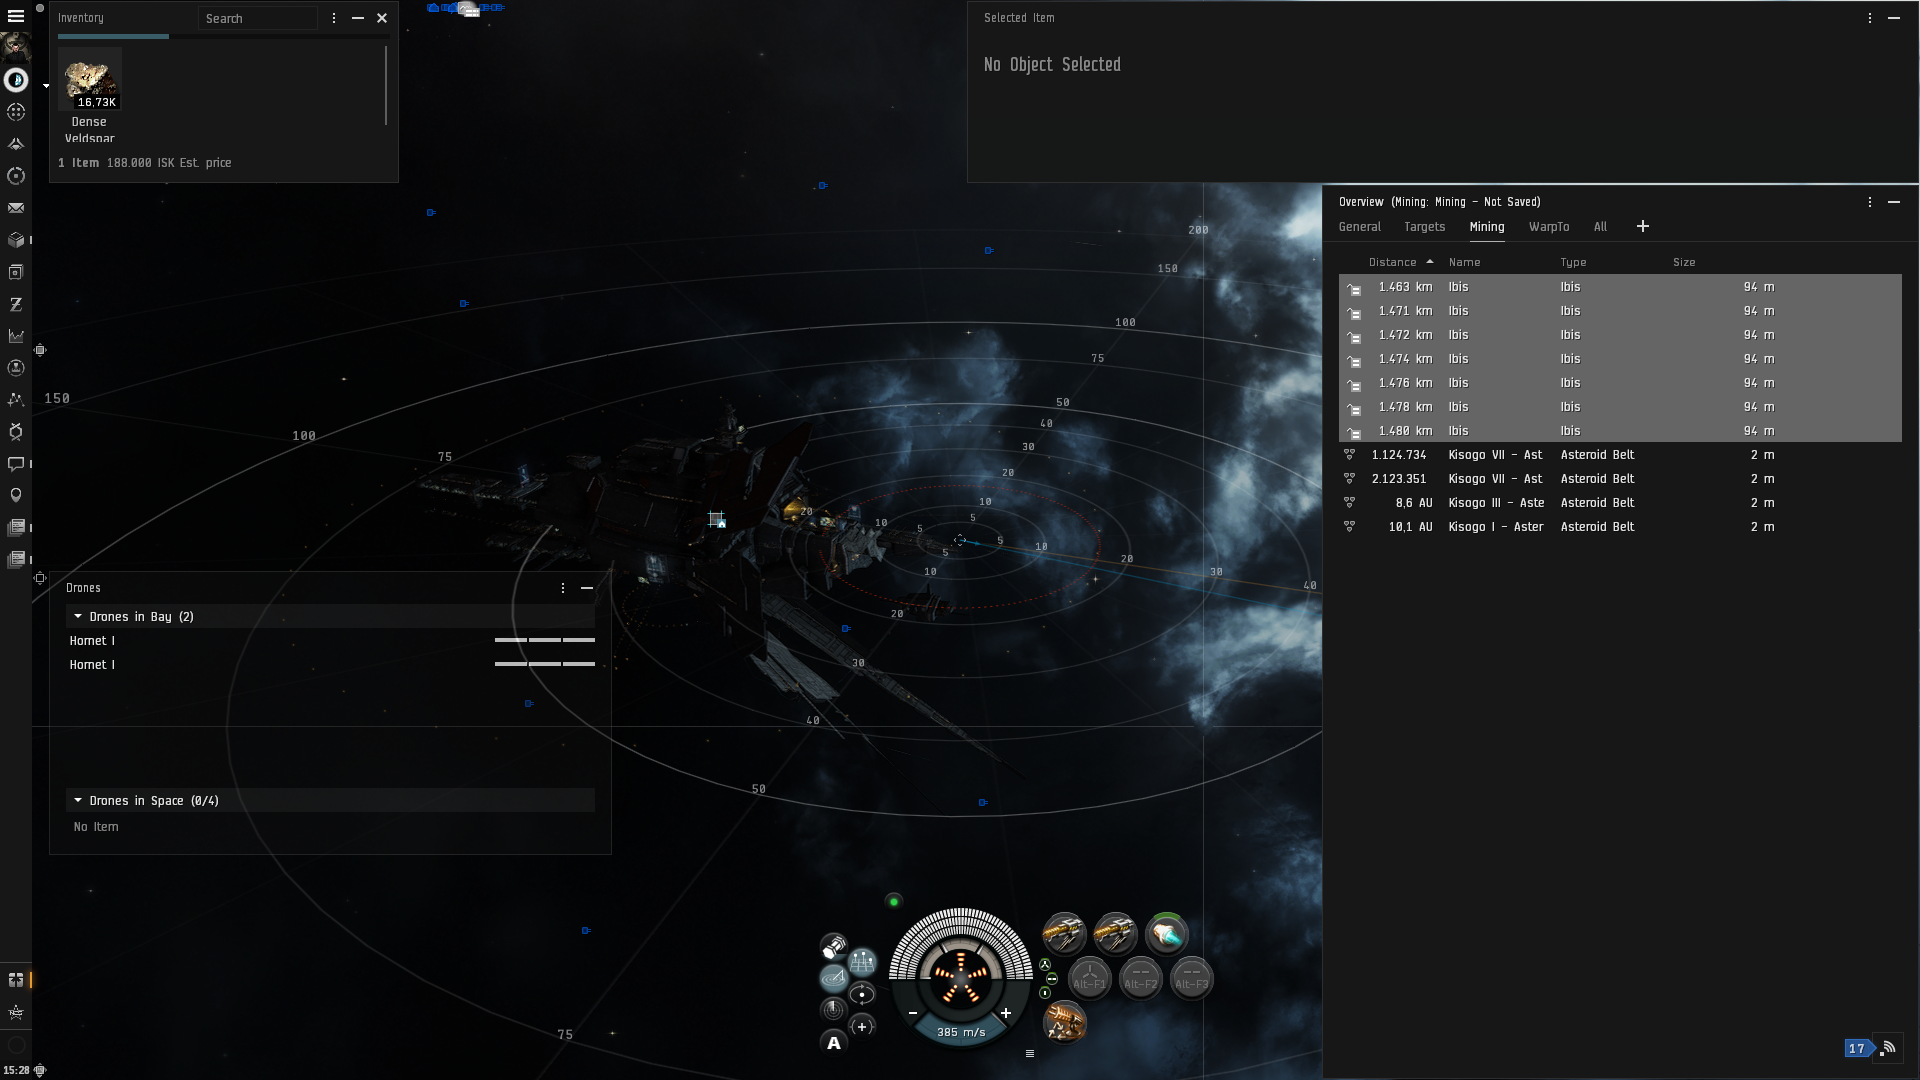 Inventory
Search
16,73K
Dense
Veldspar
1 Item 188.000 ISK Est. price
Selected Item
No Object Selected
Overview (Mining: Mining - Not Saved)
General Targets Mining WarpTo All +
Distance Name Type Size
1.463 km Ibis Ibis 94 m
1.471 km Ibis Ibis 94 m
1.472 km Ibis Ibis 94 m
1.474 km Ibis Ibis 94 m
1.476 km Ibis Ibis 94 m
1.478 km Ibis Ibis 94 m
1.480 km Ibis Ibis 94 m
1.124.734 Kisogo VII - Ast Asteroid Belt 2 m
2.123.351 Kisogo VII - Ast Asteroid Belt 2 m
8,6 AU Kisogo III - Aste Asteroid Belt 2 m
10,1 AU Kisogo I - Aster Asteroid Belt 2 m
200
150
100
75
50
40
30
20
10
5
150
100
75
20
10
5
5
5
10
20
30
40
10
20
30
40
50
75
Drones
Drones in Bay (2)
Hornet I
Hornet I
Drones in Space (0/4)
No Item
Alt-F1 Alt-F2 Alt-F3
- +
385 m/s
A
17
15:28